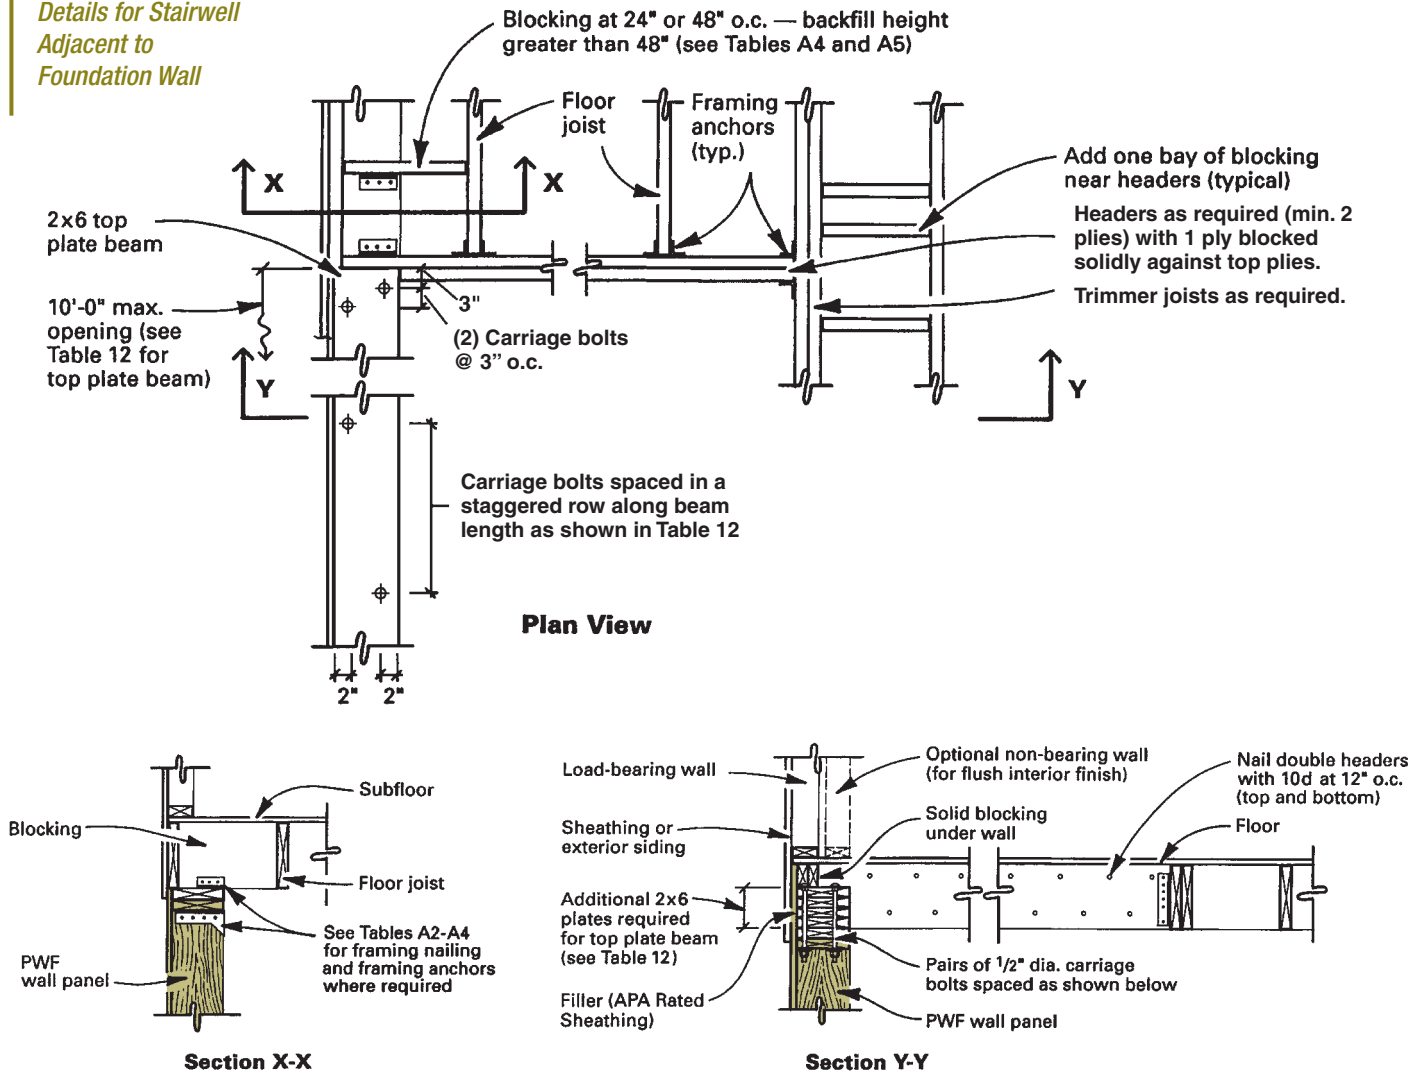 Details for Stairwell
Adjacent to
Foundation Wall
Blocking at 24" or 48" o.c. — backfill height
greater than 48" (see Tables A4 and A5)
Floor
joist
Framing
anchors
(typ.)
Add one bay of blocking
near headers (typical)
X
X
2x6 top
plate beam
Headers as required (min. 2
plies) with 1 ply blocked
solidly against top plies.
Trimmer joists as required.
10'-0" max.
opening (see
Table 12 for
top plate beam)
3"
(2) Carriage bolts
@ 3” o.c.
Y
Y
Carriage bolts spaced in a
staggered row along beam
length as shown in Table 12
Plan View
2"
2"
Subfloor
Blocking
Floor joist
See Tables A2-A4
for framing nailing
and framing anchors
where required
PWF
wall panel
Section X-X
Load-bearing wall
Optional non-bearing wall
(for flush interior finish)
Nail double headers
with 10d at 12" o.c.
(top and bottom)
Sheathing or
exterior siding
Solid blocking
under wall
Floor
Additional 2x6
plates required
for top plate beam
(see Table 12)
Filler (APA Rated
Sheathing)
Pairs of 1/2" dia. carriage
bolts spaced as shown below
PWF wall panel
Section Y-Y